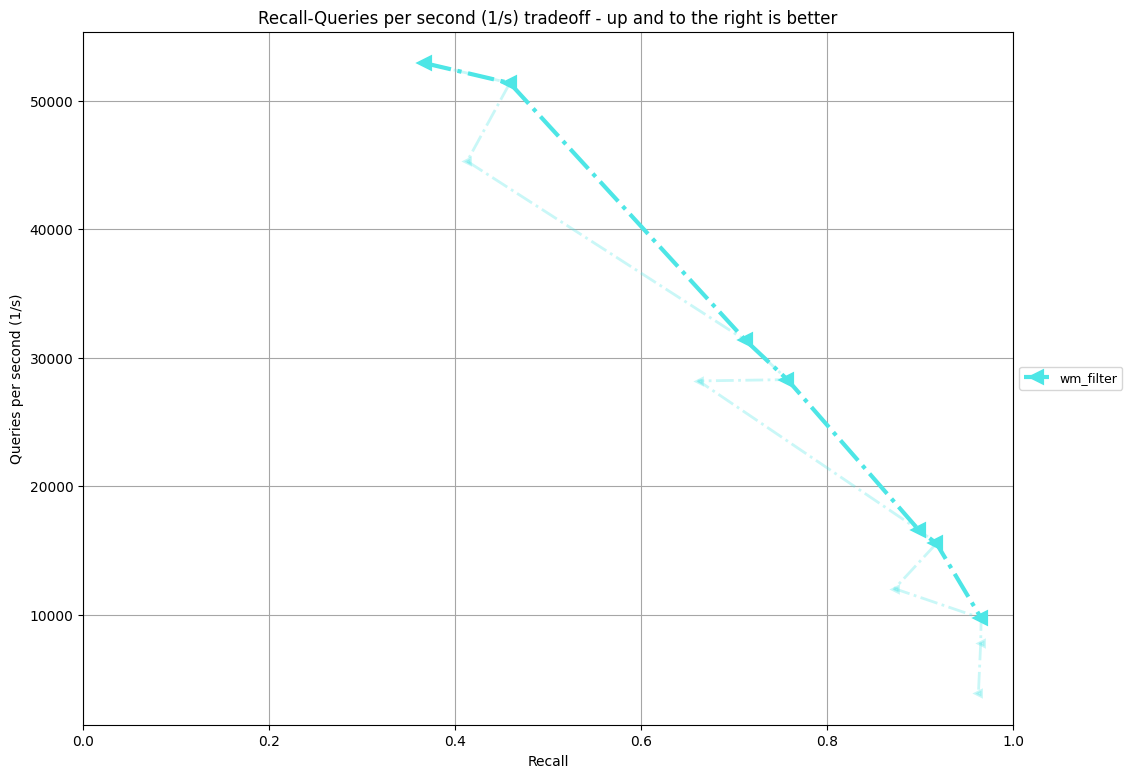 Recall-Queries per second (1/s) tradeoff - up and to the right is better
50000
40000
30000
20000
10000
Queries per second (1/s)
wm_filter
0.0 0.2 0.4 0.6 0.8 1.0
Recall